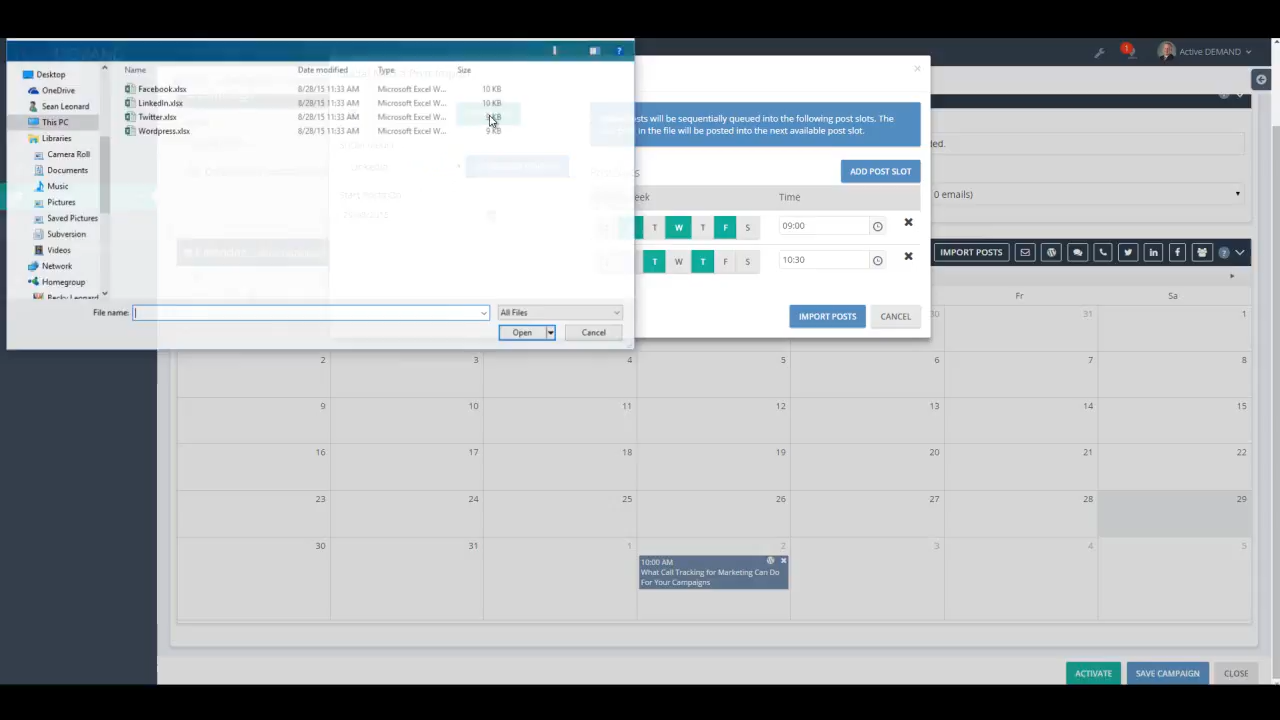 Active DEMAND
1
Name
Date modified
Type
Size
Facebook.xlsx
8/28/15 11:33 AM
Microsoft Excel W...
10 KB
LinkedIn.xlsx
8/28/15 11:33 AM
Microsoft Excel W...
10 KB
Twitter.xlsx
8/28/15 11:33 AM
Microsoft Excel W...
9 KB
Wordpress.xlsx
8/28/15 11:33 AM
Microsoft Excel W...
9 KB
Desktop
OneDrive
Sean Leonard
This PC
Libraries
Camera Roll
Documents
Music
Pictures
Saved Pictures
Subversion
Videos
Network
Homegroup
Becky Leonard
File name:
All Files
Open
Cancel
will be sequentially queued into the following post slots. The
in the file will be posted into the next available post slot.
ADD POST SLOT
Time
T W T F S
09:00
T W T F S
10:30
IMPORT POSTS
CANCEL
0 emails)
IMPORT POSTS
Fr
Sa
30 31 1
2 3 4 5 6 7 8
9 10 11 12 13 14 15
16 17 18 19 20 21 22
23 24 25 26 27 28 29
30 31 1 2 3 4 5
10:00 AM
What Call Tracking for Marketing Can Do
For Your Campaigns
ACTIVATE
SAVE CAMPAIGN
CLOSE